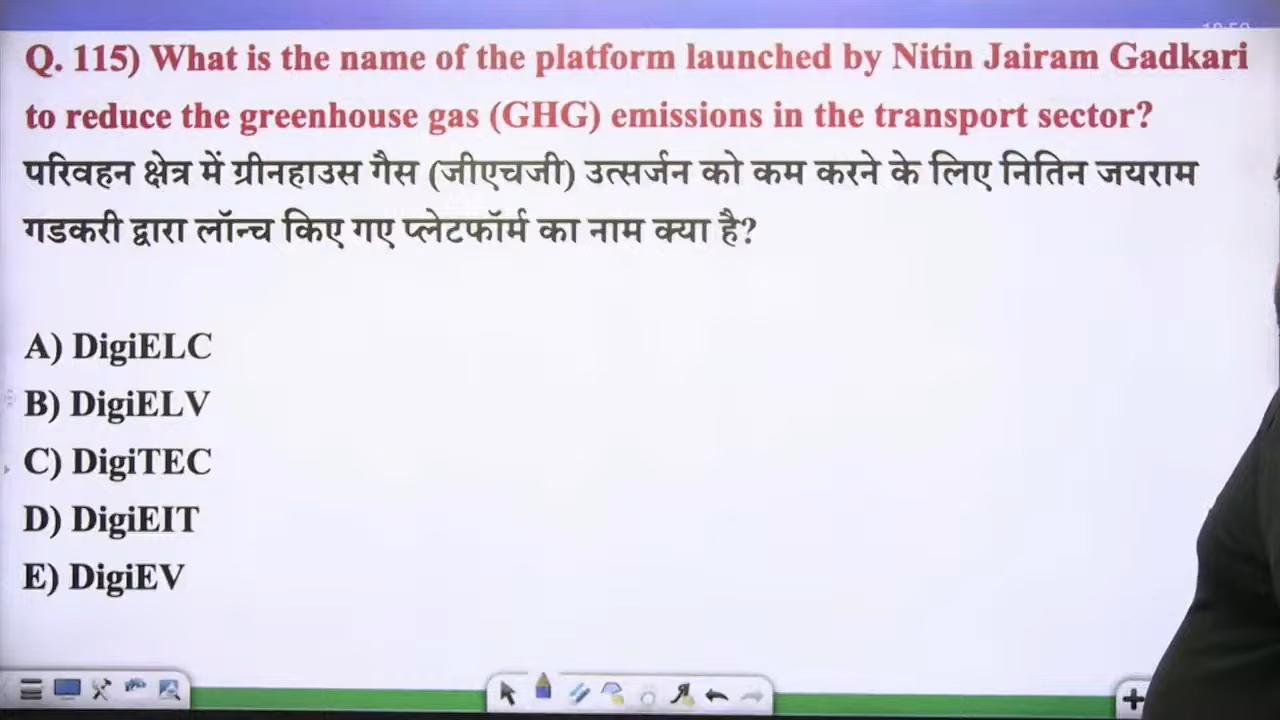 Q. 115) What is the name of the platform launched by Nitin Jairam Gadkari
to reduce the greenhouse gas (GHG) emissions in the transport sector?
परिवहन क्षेत्र में ग्रीनहाउस गैस (जीएचजी) उत्सर्जन को कम करने के लिए नितिन जयराम
गडकरी द्वारा लॉन्च किए गए प्लेटफॉर्म का नाम क्या है?
A) DigiELC
B) DigiELV
C) DigiTEC
D) DigiEIT
E) DigiEV